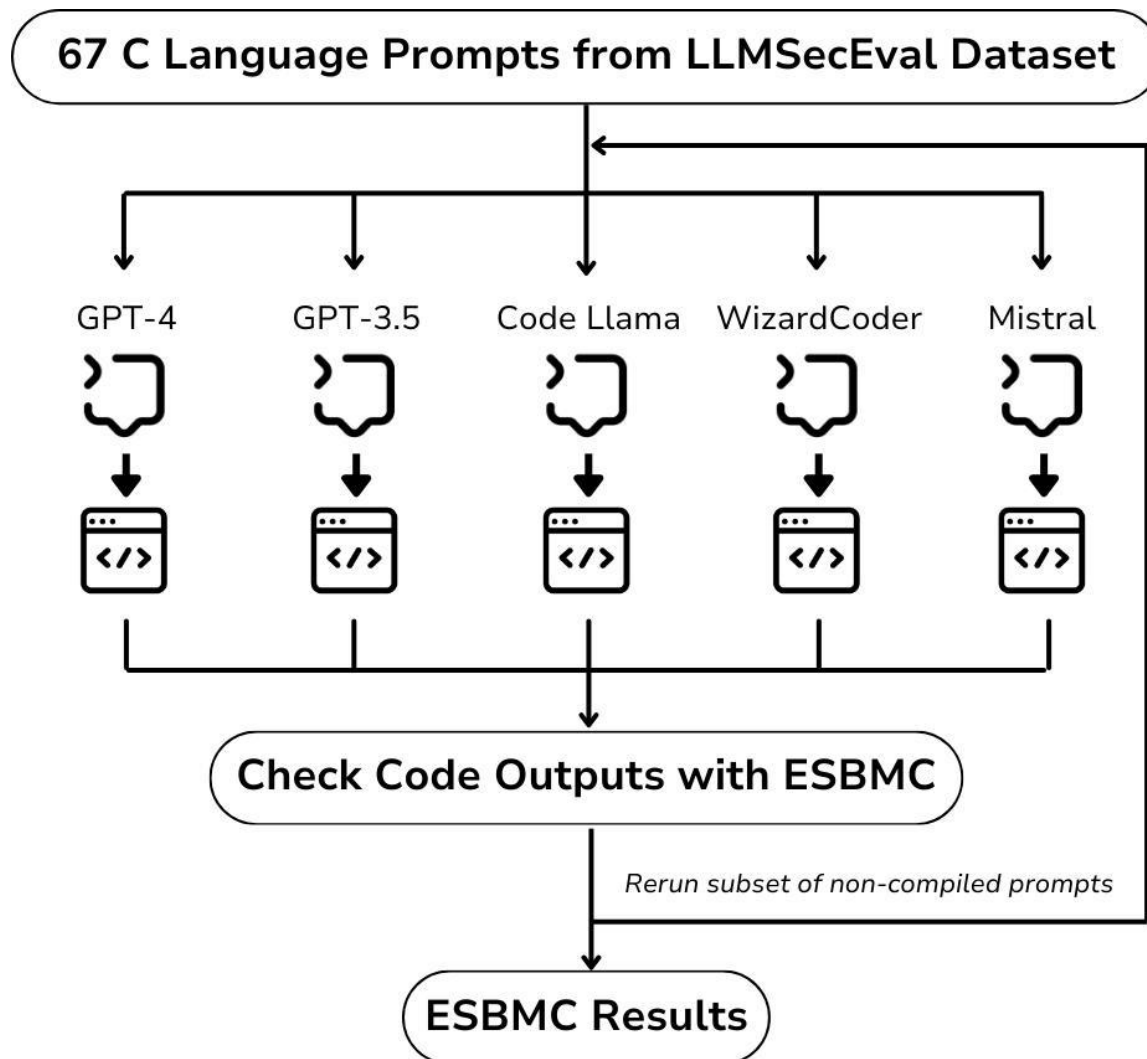 67 C Language Prompts from LLMSecEval Dataset
GPT-4
GPT-3.5
Code Llama
WizardCoder
Mistral
</>
</>
</>
</>
</>
Check Code Outputs with ESBMC
Rerun subset of non-compiled prompts
ESBMC Results